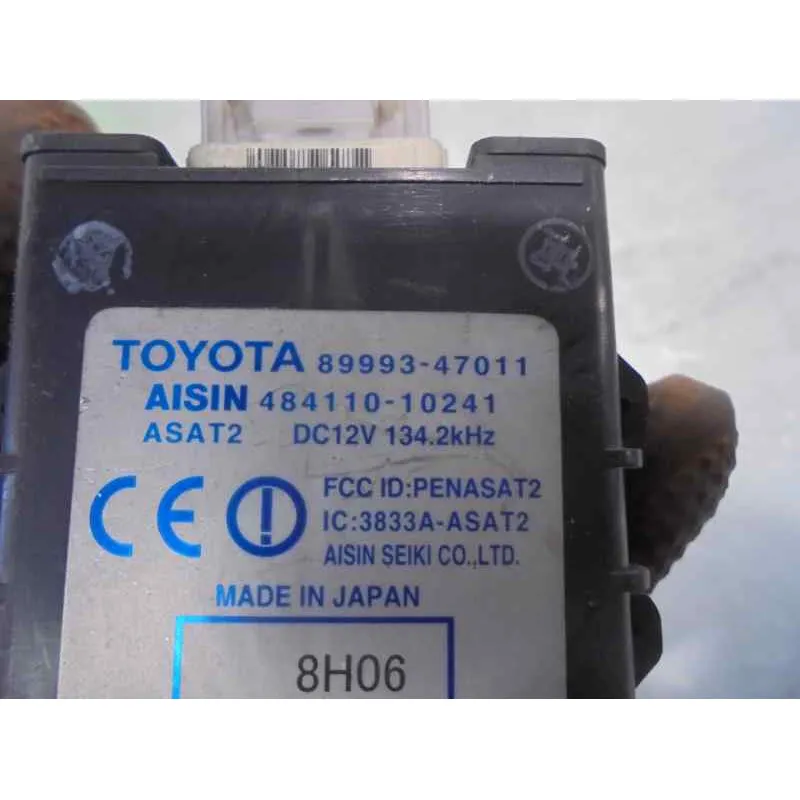 TOYOTA 89993-47011
AISIN 484110-10241
ASAT2 DC12V 134.2kHz
CE
FCC ID:PENASAT2
IC:3833A-ASAT2
AISIN SEIKI CO.,LTD.
MADE IN JAPAN
8H06